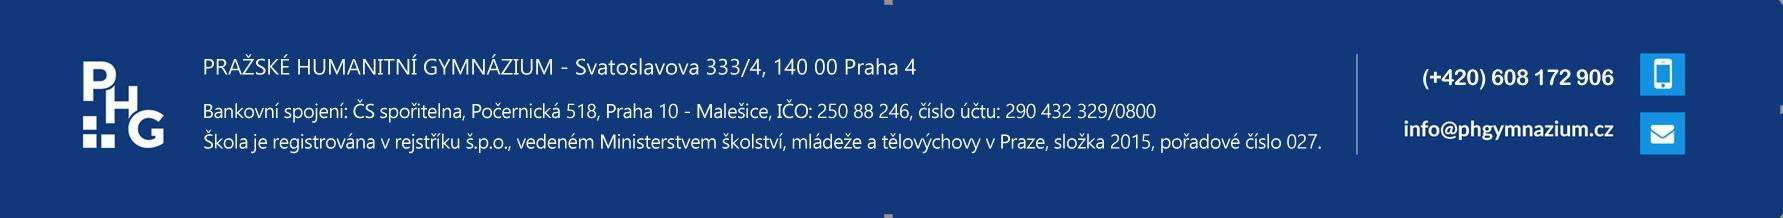 PHG
PRAŽSKÉ HUMANITNÍ GYMNÁZIUM - Svatoslavova 333/4, 140 00 Praha 4
Bankovní spojení: ČS spořitelna, Počernická 518, Praha 10 - Malešice, IČO: 250 88 246, číslo účtu: 290 432 329/0800
Škola je registrována v rejstříku š.p.o., vedeném Ministerstvem školství, mládeže a tělovýchovy v Praze, složka 2015, pořadové číslo 027.
(+420) 608 172 906
info@phgymnazium.cz